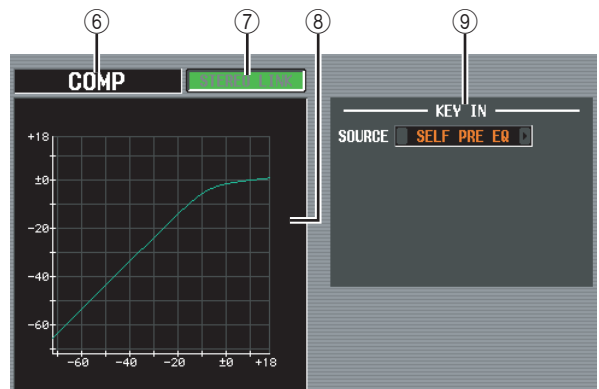 ⑥ ⑦ ⑧ ⑨
COMP
STEREO LINK
KEY IN
SOURCE SELF PRE EQ
+18
±0
-20
-40
-60
-60 -40 -20 ±0 +18